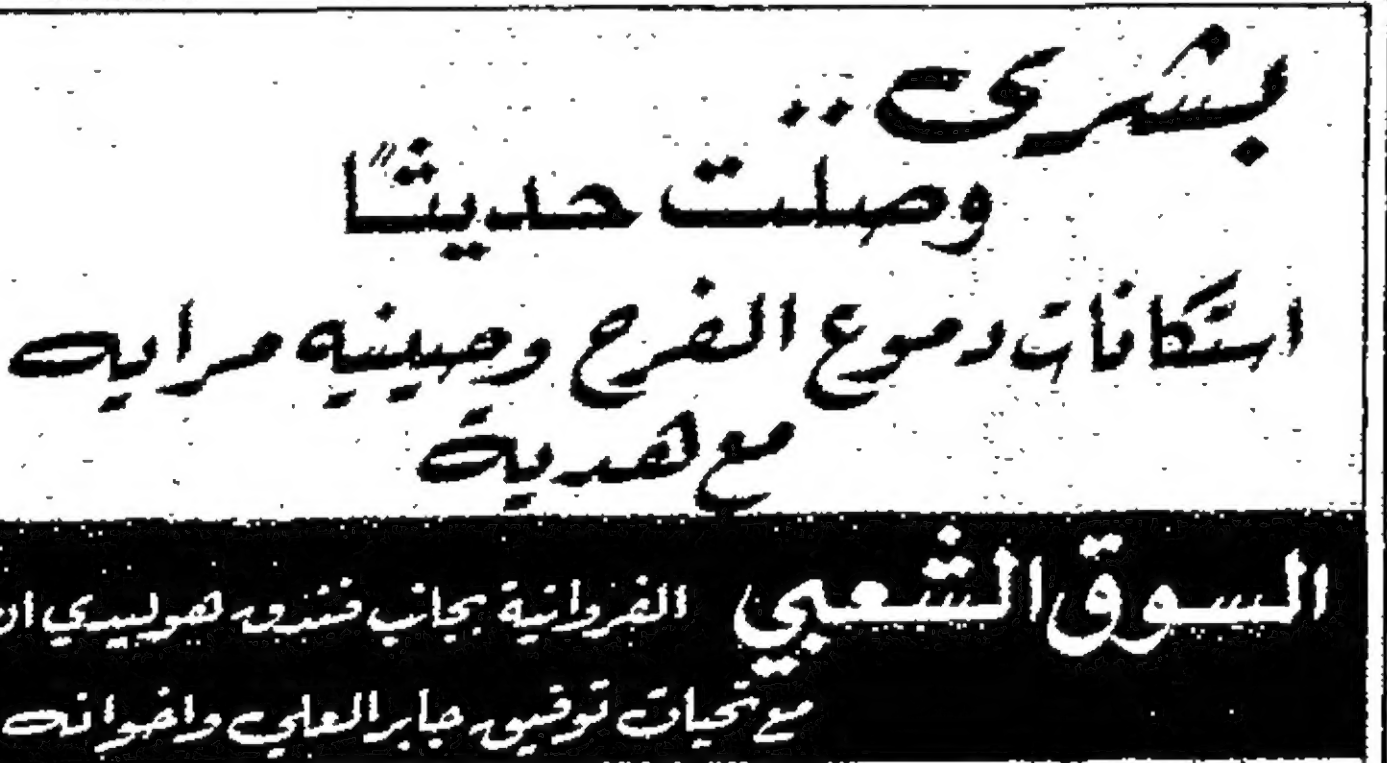 بشرى..
وصلت حديثاً
استكانات دموع الفرح وصينيه مرايه
مع هدية
السوق الشعبي الفروانية بجانب فندق هوليدي ان
مع تحيات توفيق جابر العلي واخوانه